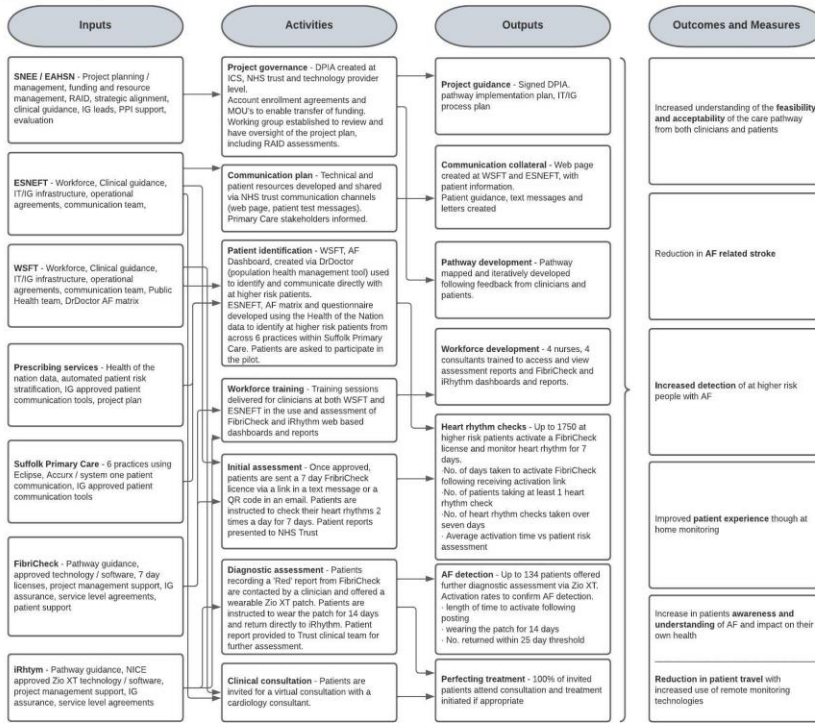 Inputs
SNEE / EAHSN - Project planning /
management, funding and resource
management, RAID, strategic alignment,
clinical guidance, IG leads, PPI support,
evaluation
ESNEFT - Workforce, Clinical guidance,
IT/IG infrastructure, operational
agreements, communication team,
WSFT - Workforce, Clinical guidance,
IT/IG infrastructure, operational
agreements, communication team, Public
Health team, DrDoctor AF matrix
Prescribing services - Health of the
nation data, automated patient risk
stratification, IG approved patient
communication tools, project plan
Suffolk Primary Care - 6 practices using
Eclipse, Accurx / system one patient
communication, IG approved patient
communication tools
FibriCheck - Pathway guidance,
approved technology / software, 7 day
licenses, project management support, IG
assurance, service level agreements,
patient support
iRhtym - Pathway guidance, NICE
approved Zio XT technology / software,
project management support, IG
assurance, service level agreements
Activities
Project governance - DPIA created at
ICS, NHS trust and technology provider
level.
Account enrollment agreements and
MOU's to enable transfer of funding.
Working group established to review and
have oversight of the project plan,
including RAID assessments.
Communication plan - Technical and
patient resources developed and shared
via NHS trust communication channels
(web page, patient test messages).
Primary Care stakeholders informed.
Patient identification - WSFT, AF
Dashboard, created via DrDoctor
(population health management tool) used
to identify and communicate directly with
at higher risk patients.
ESNEFT, AF matrix and questionnaire
developed using the Health of the Nation
data to identify at higher risk patients from
across 6 practices within Suffolk Primary
Care. Patients are asked to participate in
the pilot.
Workforce training - Training sessions
delivered for clinicians at both WSFT and
ESNEFT in the use and assessment of
FibriCheck and iRhythm web based
dashboards and reports
Initial assessment - Once approved,
patients are sent a 7 day FibriCheck
licence via a link in a text message or a
QR code in an email. Patients are
instructed to check their heart rhythms 2
times a day for 7 days. Patient reports
presented to NHS Trust
Diagnostic assessment - Patients
recording a 'Red' report from FibriCheck
are contacted by a clinician and offered a
wearable Zio XT patch. Patients are
instructed to wear the patch for 14 days
and return directly to iRhythm. Patient
report provided to Trust clinical team for
further assessment.
Clinical consultation - Patients are
invited for a virtual consultation with a
cardiology consultant.
Outputs
Project guidance - Signed DPIA.
pathway implementation plan, IT/IG
process plan
Communication collateral - Web page
created at WSFT and ESNEFT, with
patient information.
Patient guidance, text messages and
letters created
Pathway development - Pathway
mapped and iteratively developed
following feedback from clinicians and
patients.
Workforce development - 4 nurses, 4
consultants trained to access and view
assessment reports and FibriCheck and
iRhythm dashboards and reports.
Heart rhythm checks - Up to 1750 at
higher risk patients activate a FibriCheck
license and monitor heart rhythm for 7
days.
·No. of days taken to activate FibriCheck
following receiving activation link
·No. of patients taking at least 1 heart
rhythm check
·No. of heart rhythm checks taken over
seven days
· Average activation time vs patient risk
assessment
AF detection - Up to 134 patients offered
further diagnostic assessment via Zio XT.
Activation rates to confirm AF detection.
· length of time to activate following
posting
· wearing the patch for 14 days
· No. returned within 25 day threshold
Perfecting treatment - 100% of invited
patients attend consultation and treatment
initiated if appropriate
Outcomes and Measures
Increased understanding of the feasibility
and acceptability of the care pathway
from both clinicians and patients
Reduction in AF related stroke
Increased detection of at higher risk
people with AF
Improved patient experience though at
home monitoring
Increase in patients awareness and
understanding of AF and impact on their
own health
Reduction in patient travel with
increased use of remote monitoring
technologies